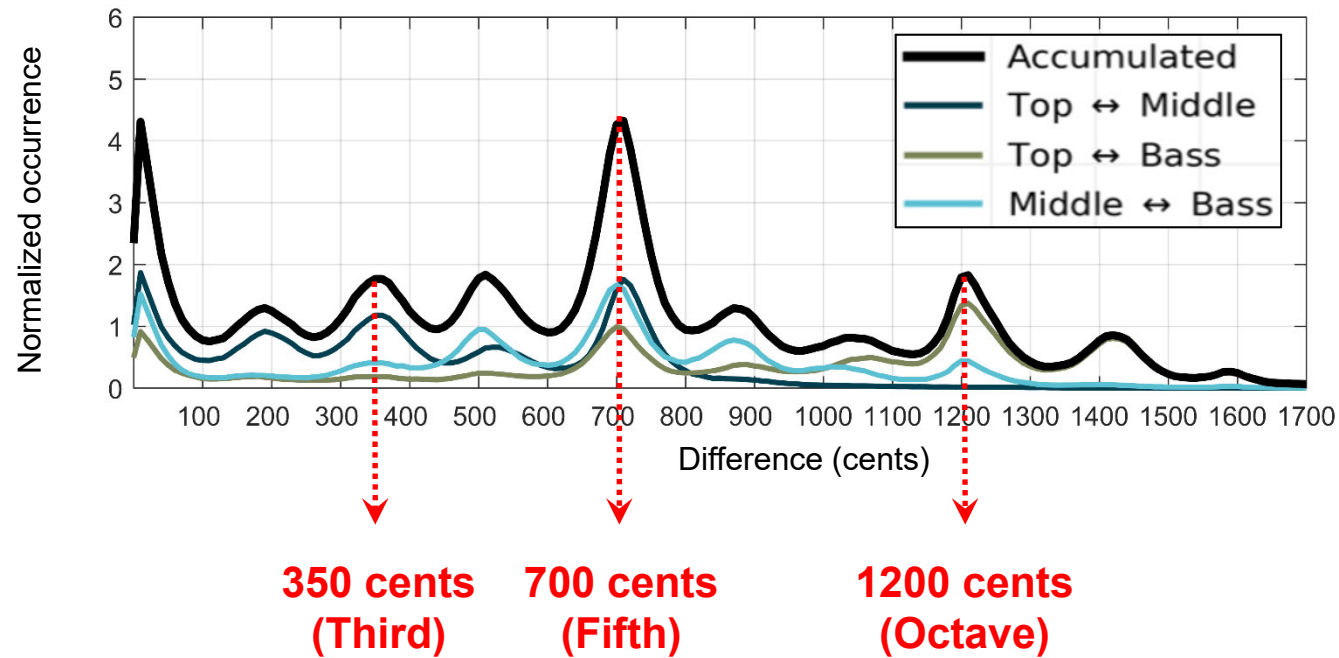 Normalized occurrence
6
5
4
3
2
1
0
Accumulated
Top ↔ Middle
Top ↔ Bass
Middle ↔ Bass
100 200 300 400 500 600 700 800 900 1000 1100 1200 1300 1400 1500 1600 1700
Difference (cents)
350 cents 700 cents 1200 cents
(Third) (Fifth) (Octave)